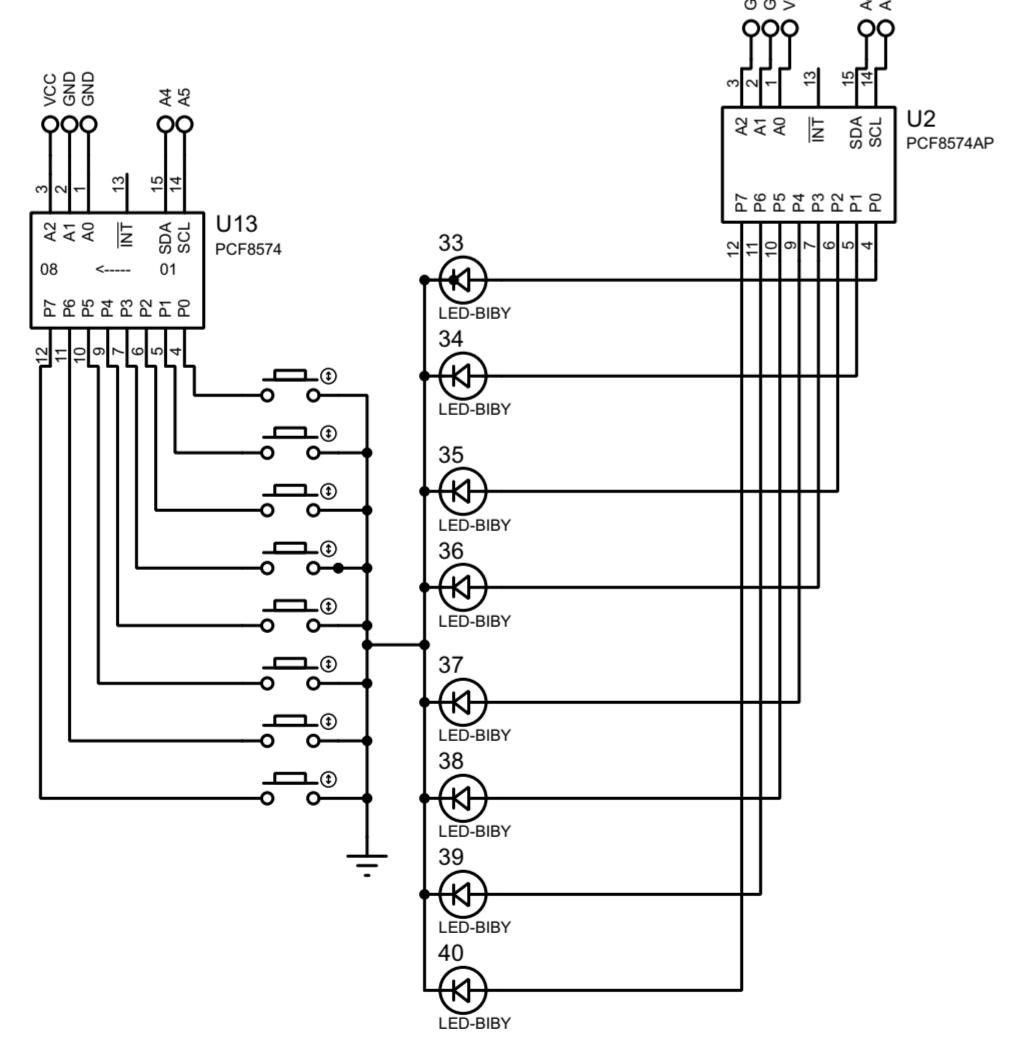 VCC
GND
GND
A4
A5
3
2
1
13
15
14
A2
A1
A0
INT
SDA
SCL
08 <----- 01
P7
P6
P5
P4
P3
P2
P1
P0
12
11
10
9
7
6
5
4
U13
PCF8574
G
G
V
A
A
3
2
1
13
15
14
A2
A1
A0
INT
SDA
SCL
P7
P6
P5
P4
P3
P2
P1
P0
12
11
10
9
7
6
5
4
U2
PCF8574AP
33
LED-BIBY
34
LED-BIBY
35
LED-BIBY
36
LED-BIBY
37
LED-BIBY
38
LED-BIBY
39
LED-BIBY
40
LED-BIBY